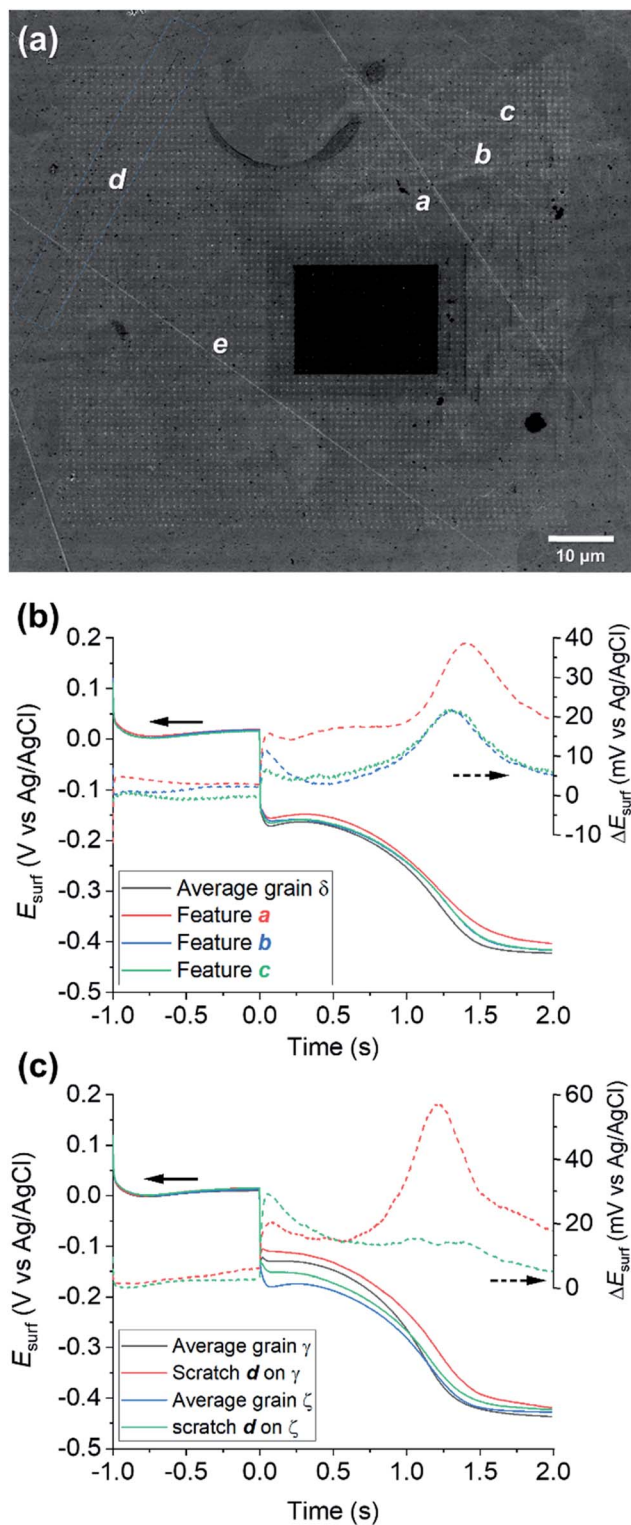 (a)
c
b
d
a
e
10 µm
(b)
0.2
0.1
0.0
-0.1
-0.2
-0.3
-0.4
-0.5
E_surf (V vs Ag/AgCl)
40
30
20
10
0
-10
ΔE_surf (mV vs Ag/AgCl)
Average grain δ
Feature a
Feature b
Feature c
-1.0 -0.5 0.0 0.5 1.0 1.5 2.0
Time (s)
(c)
0.2
0.1
0.0
-0.1
-0.2
-0.3
-0.4
-0.5
E_surf (V vs Ag/AgCl)
60
40
20
0
ΔE_surf (mV vs Ag/AgCl)
Average grain γ
Scratch d on γ
Average grain ζ
scratch d on ζ
-1.0 -0.5 0.0 0.5 1.0 1.5 2.0
Time (s)